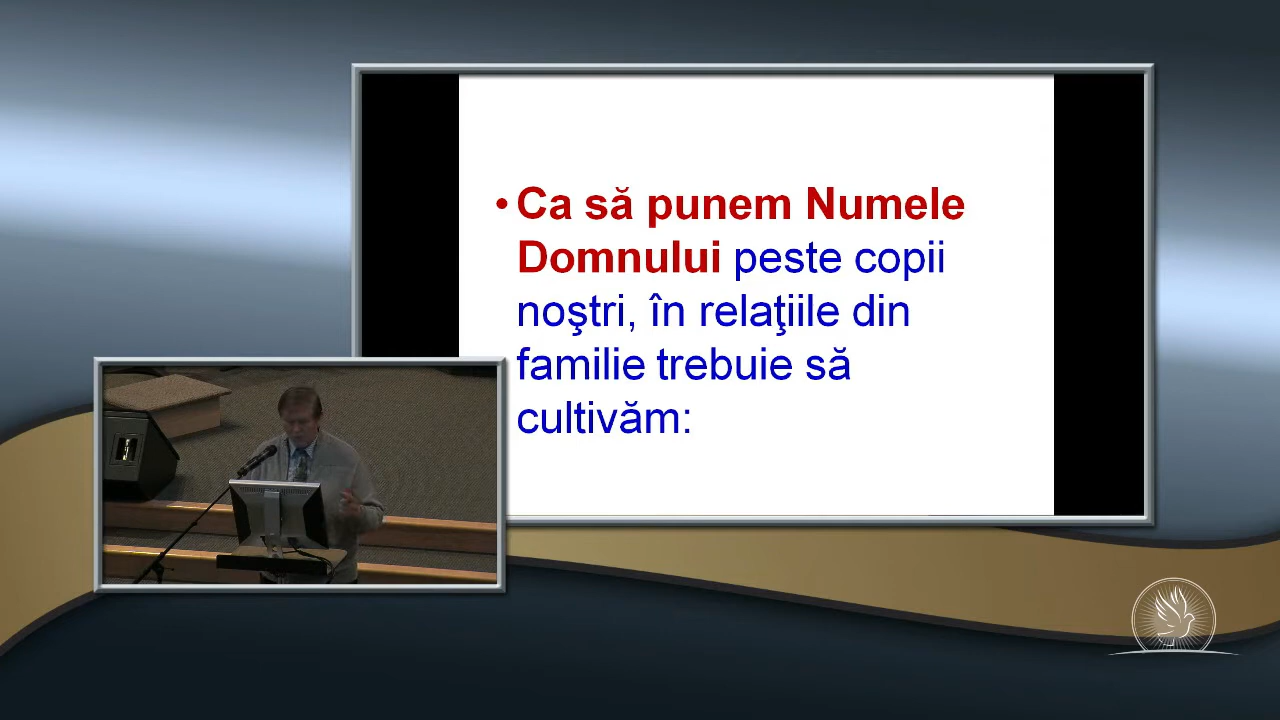 • Ca să punem Numele
Domnului peste copii
noştri, în relaţiile din
familie trebuie să
cultivăm: